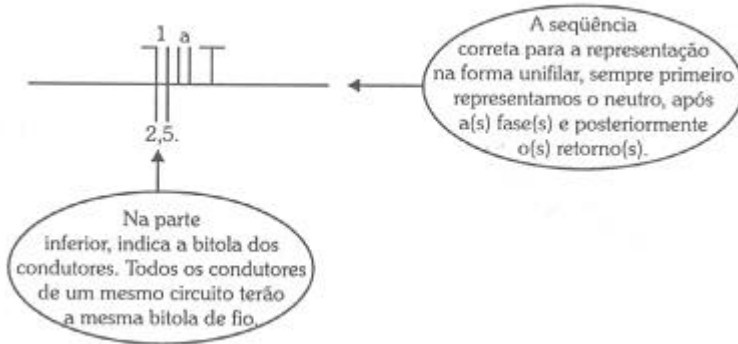 1 a
2,5.
A seqüência
correta para a representação
na forma unifilar, sempre primeiro
representamos o neutro, após
a(s) fase(s) e posteriormente
o(s) retorno(s).
Na parte
inferior, indica a bitola dos
condutores. Todos os condutores
de um mesmo circuito terão
a mesma bitola de fio.